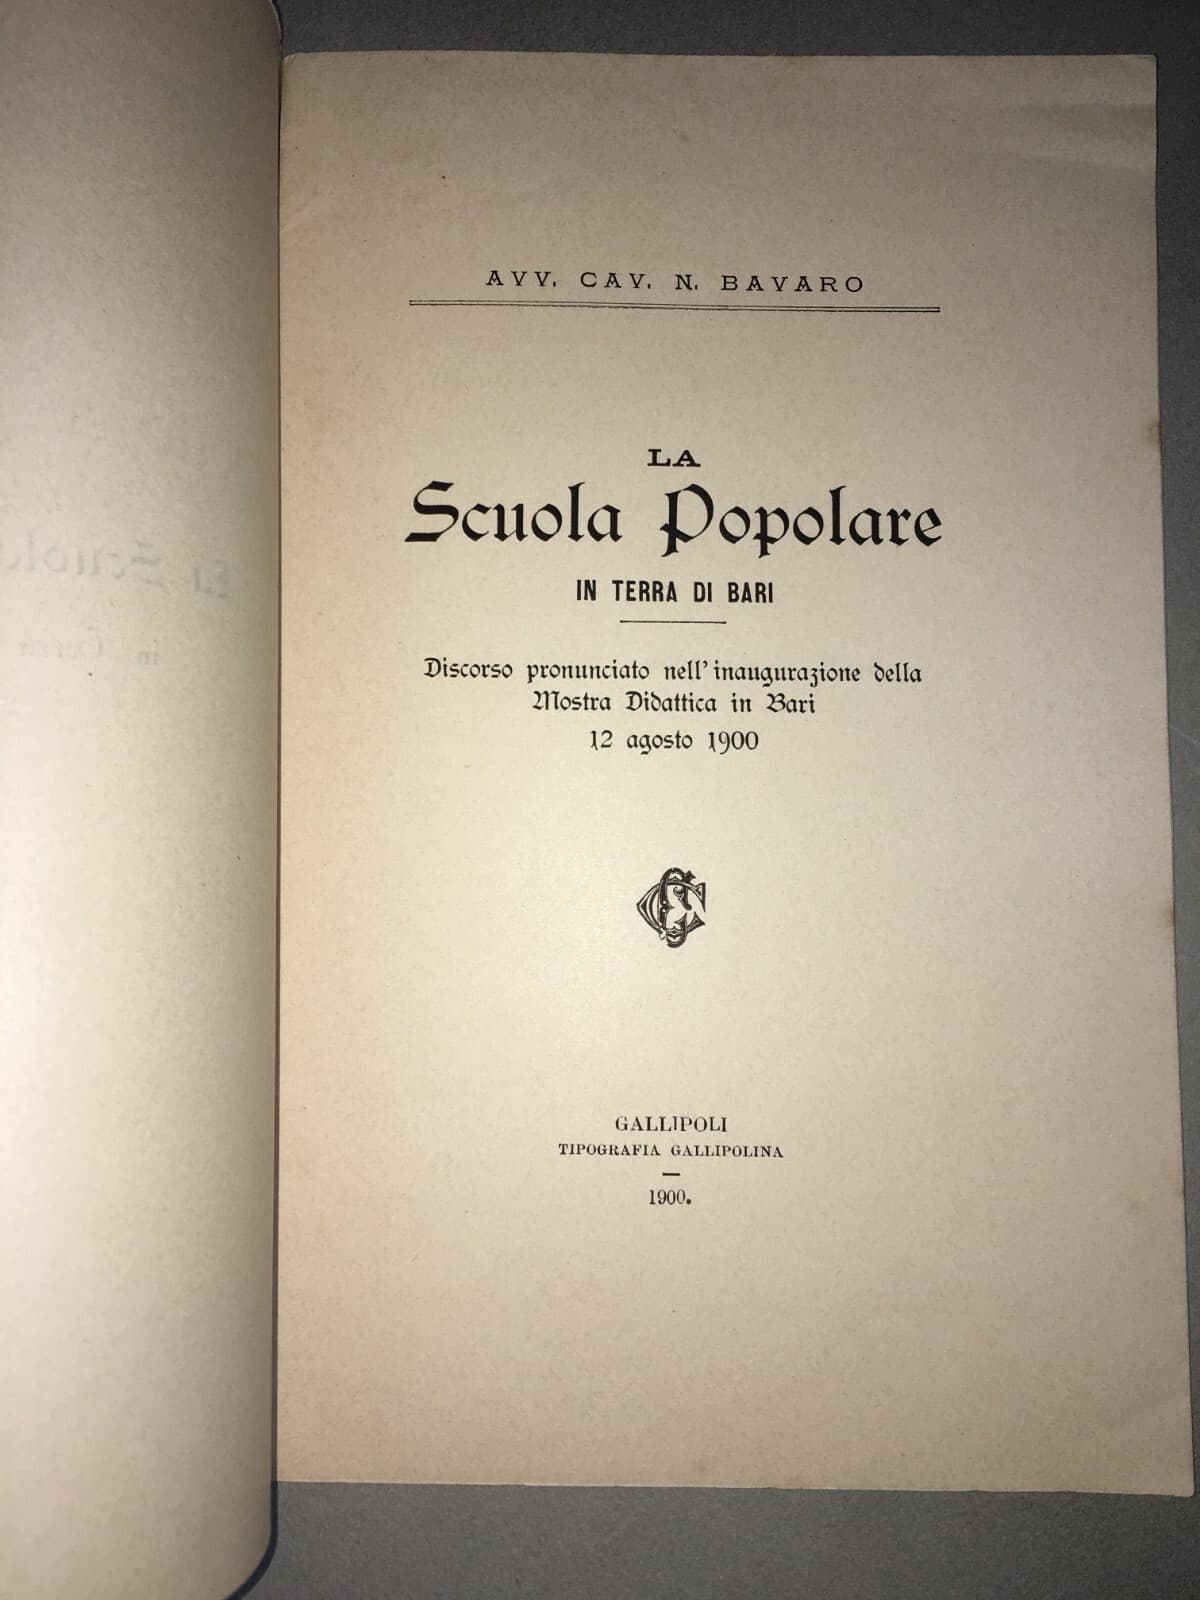 AVV. CAV. N. BAVARO
LA
Scuola Popolare
IN TERRA DI BARI
Discorso pronunciato nell'inaugurazione della
Mostra Didattica in Bari
12 agosto 1900
GALLIPOLI
TIPOGRAFIA GALLIPOLINA
—
1900.